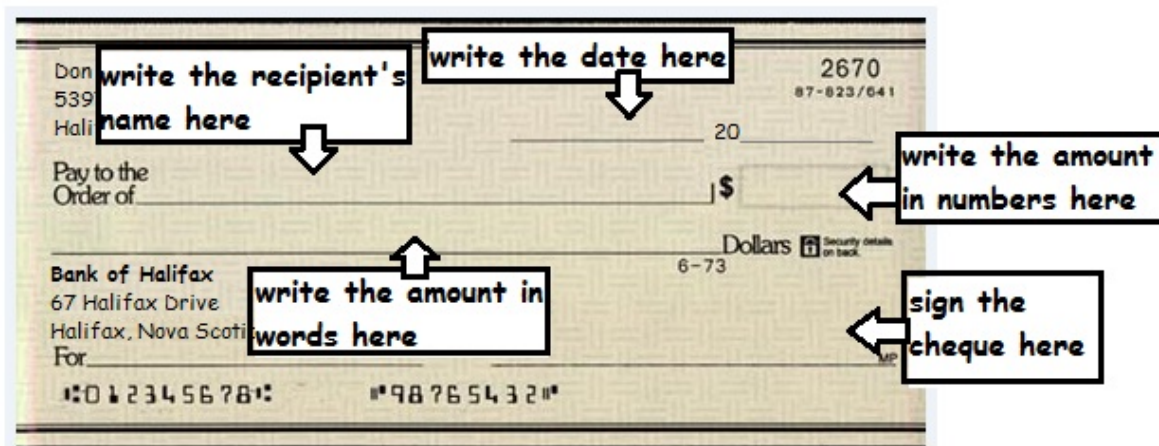 Don
539
Hali
write the recipient's
name here
write the date here
2670
87-823/641
20
write the amount
in numbers here
Pay to the
Order of
$
Dollars
Security details
on back.
6-73
Bank of Halifax
67 Halifax Drive
Halifax, Nova Scoti
write the amount in
words here
sign the
cheque here
For
MP
⑆012345678⑆ ⑈98765432⑈